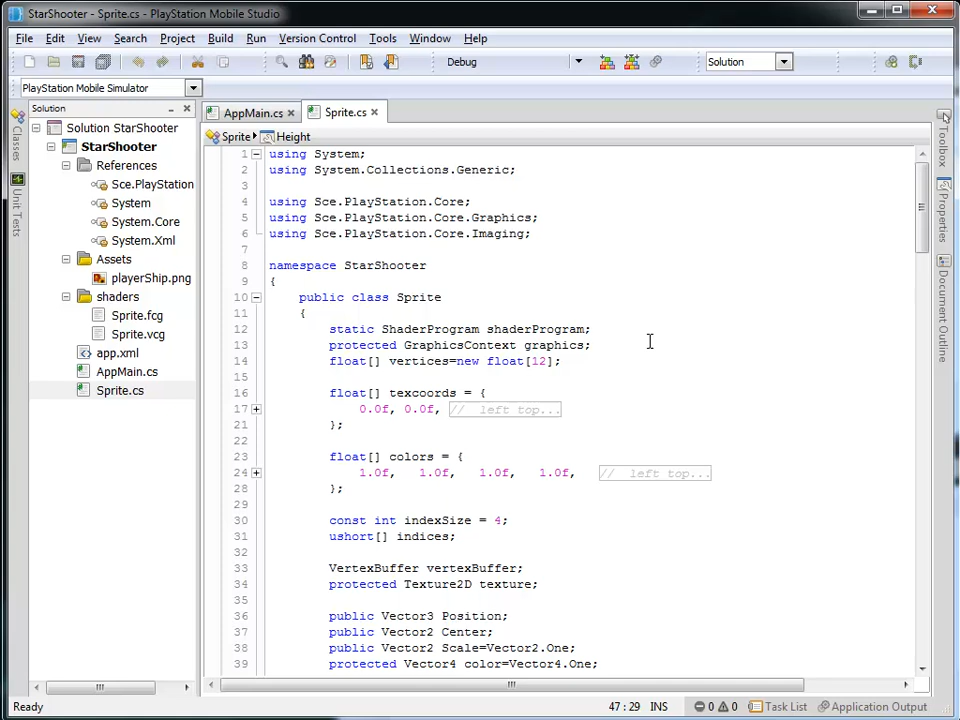 StarShooter - Sprite.cs - PlayStation Mobile Studio
File Edit View Search Project Build Run Version Control Tools Window Help
Debug Solution
PlayStation Mobile Simulator
Solution
AppMain.cs Sprite.cs
Sprite Height
Classes
Unit Tests
Solution StarShooter
StarShooter
References
Sce.PlayStation
System
System.Core
System.Xml
Assets
playerShip.png
shaders
Sprite.fcg
Sprite.vcg
app.xml
AppMain.cs
Sprite.cs
1 using System;
2 using System.Collections.Generic;
3
4 using Sce.PlayStation.Core;
5 using Sce.PlayStation.Core.Graphics;
6 using Sce.PlayStation.Core.Imaging;
7
8 namespace StarShooter
9 {
10 public class Sprite
11 {
12 static ShaderProgram shaderProgram;
13 protected GraphicsContext graphics;
14 float[] vertices=new float[12];
15
16 float[] texcoords = {
17 0.0f, 0.0f, // left top...
21 };
22
23 float[] colors = {
24 1.0f, 1.0f, 1.0f, 1.0f, // left top...
28 };
29
30 const int indexSize = 4;
31 ushort[] indices;
32
33 VertexBuffer vertexBuffer;
34 protected Texture2D texture;
35
36 public Vector3 Position;
37 public Vector2 Center;
38 public Vector2 Scale=Vector2.One;
39 protected Vector4 color=Vector4.One;
Toolbox
Properties
Document Outline
Ready 47 : 29 INS 0 0 Task List Application Output